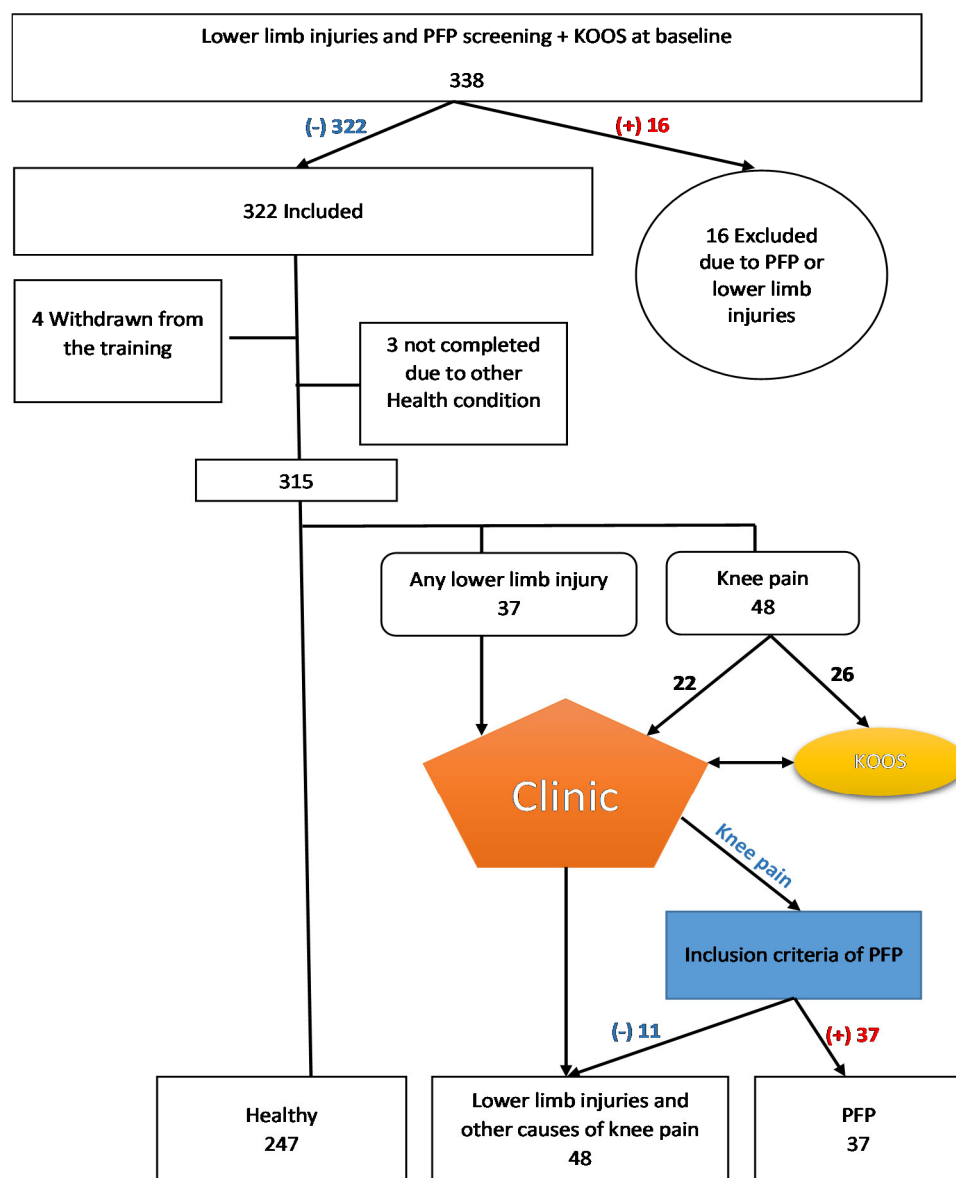 Lower limb injuries and PFP screening + KOOS at baseline
338
(-) 322
(+) 16
322 Included
16 Excluded
due to PFP or
lower limb
injuries
4 Withdrawn from
the training
3 not completed
due to other
Health condition
315
Any lower limb injury
37
Knee pain
48
22
26
Clinic
KOOS
Knee pain
Inclusion criteria of PFP
(-) 11
(+) 37
Healthy
247
Lower limb injuries and
other causes of knee pain
48
PFP
37